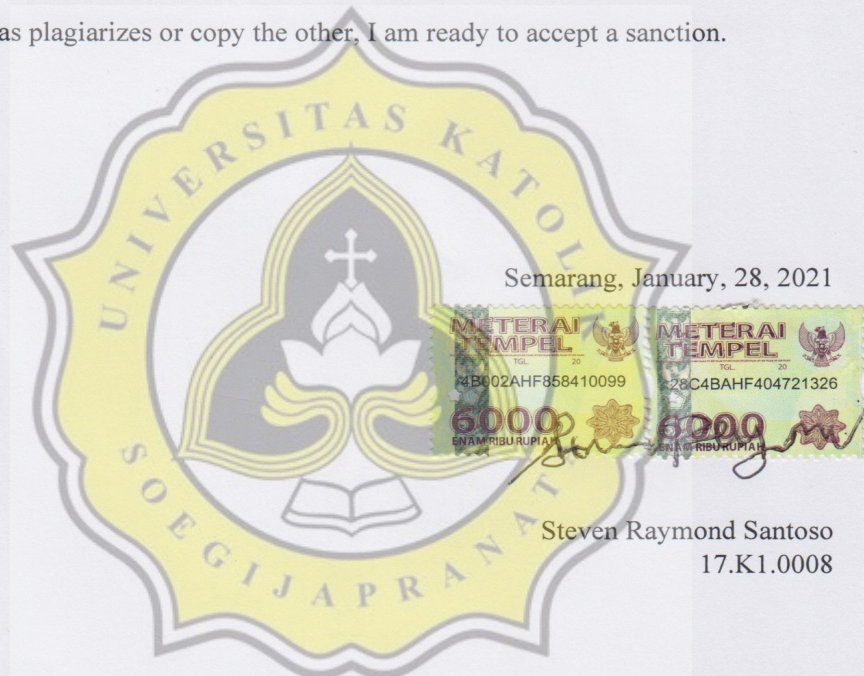 as plagiarizes or copy the other, I am ready to accept a sanction.
UNIVERSITAS KATOLIK
SOEGIJAPRANATA
Semarang, January, 28, 2021
METERAI
TEMPEL
TGL. 20
4B002AHF858410099
6000
ENAM RIBU RUPIAH
METERAI
TEMPEL
TGL. 20
28C4BAHF404721326
6000
ENAM RIBU RUPIAH
Steven Raymond Santoso
17.K1.0008